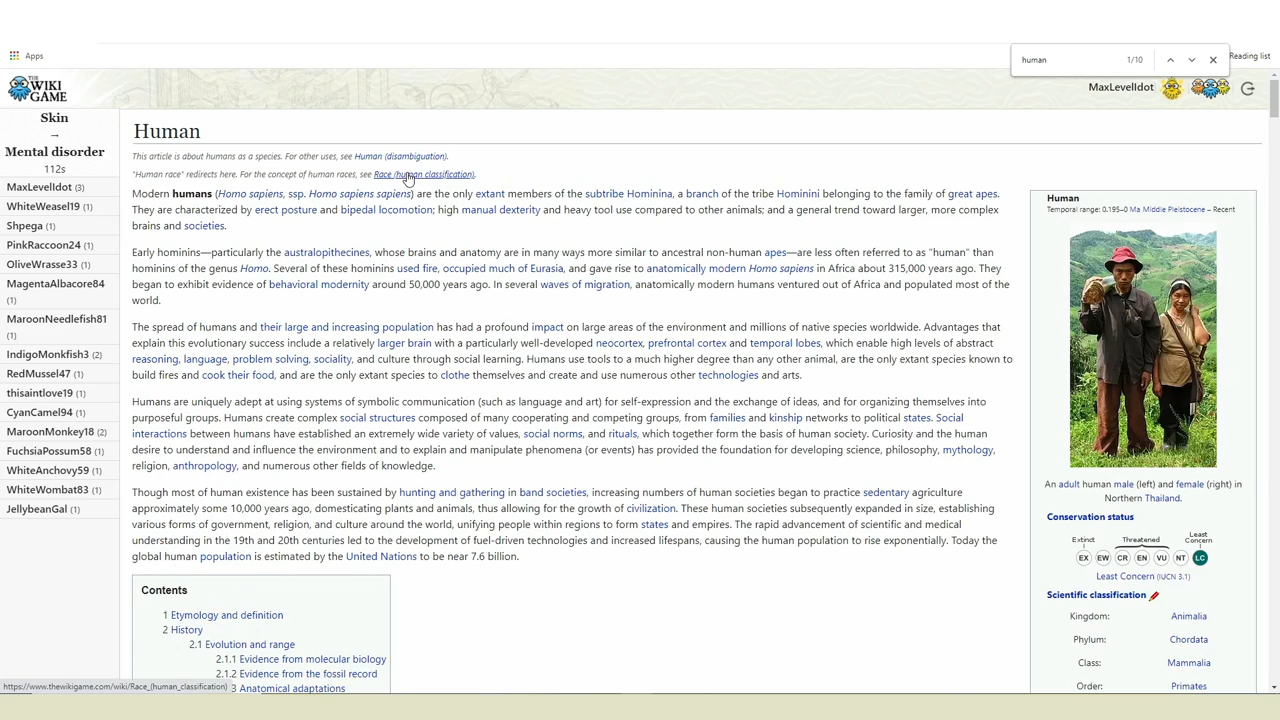 Apps
human 1/10
Reading list
THE WIKI GAME
MaxLevelIdot
Skin
→
Mental disorder
112s
MaxLevelIdot (3)
WhiteWeasel19 (1)
Shpega (1)
PinkRaccoon24 (1)
OliveWrasse33 (1)
MagentaAlbacore84
(1)
MaroonNeedlefish81
(1)
IndigoMonkfish3 (2)
RedMussel47 (1)
thisaintlove19 (1)
CyanCamel94 (1)
MaroonMonkey18 (2)
FuchsiaPossum58 (1)
WhiteAnchovy59 (1)
WhiteWombat83 (1)
JellybeanGal (1)
Human
This article is about humans as a species. For other uses, see Human (disambiguation).
"Human race" redirects here. For the concept of human races, see Race (human classification).
Modern humans (Homo sapiens, ssp. Homo sapiens sapiens) are the only extant members of the subtribe Hominina, a branch of the tribe Hominini belonging to the family of great apes.
They are characterized by erect posture and bipedal locomotion; high manual dexterity and heavy tool use compared to other animals; and a general trend toward larger, more complex
brains and societies.
Early hominins—particularly the australopithecines, whose brains and anatomy are in many ways more similar to ancestral non-human apes—are less often referred to as "human" than
hominins of the genus Homo. Several of these hominins used fire, occupied much of Eurasia, and gave rise to anatomically modern Homo sapiens in Africa about 315,000 years ago. They
began to exhibit evidence of behavioral modernity around 50,000 years ago. In several waves of migration, anatomically modern humans ventured out of Africa and populated most of the
world.
The spread of humans and their large and increasing population has had a profound impact on large areas of the environment and millions of native species worldwide. Advantages that
explain this evolutionary success include a relatively larger brain with a particularly well-developed neocortex, prefrontal cortex and temporal lobes, which enable high levels of abstract
reasoning, language, problem solving, sociality, and culture through social learning. Humans use tools to a much higher degree than any other animal, are the only extant species known to
build fires and cook their food, and are the only extant species to clothe themselves and create and use numerous other technologies and arts.
Humans are uniquely adept at using systems of symbolic communication (such as language and art) for self-expression and the exchange of ideas, and for organizing themselves into
purposeful groups. Humans create complex social structures composed of many cooperating and competing groups, from families and kinship networks to political states. Social
interactions between humans have established an extremely wide variety of values, social norms, and rituals, which together form the basis of human society. Curiosity and the human
desire to understand and influence the environment and to explain and manipulate phenomena (or events) has provided the foundation for developing science, philosophy, mythology,
religion, anthropology, and numerous other fields of knowledge.
Though most of human existence has been sustained by hunting and gathering in band societies, increasing numbers of human societies began to practice sedentary agriculture
approximately some 10,000 years ago, domesticating plants and animals, thus allowing for the growth of civilization. These human societies subsequently expanded in size, establishing
various forms of government, religion, and culture around the world, unifying people within regions to form states and empires. The rapid advancement of scientific and medical
understanding in the 19th and 20th centuries led to the development of fuel-driven technologies and increased lifespans, causing the human population to rise exponentially. Today the
global human population is estimated by the United Nations to be near 7.6 billion.
Contents
1 Etymology and definition
2 History
2.1 Evolution and range
2.1.1 Evidence from molecular biology
2.1.2 Evidence from the fossil record
3 Anatomical adaptations
Human
Temporal range: 0.195–0 Ma Middle Pleistocene – Recent
An adult human male (left) and female (right) in
Northern Thailand.
Conservation status
Extinct Threatened Least Concern
EX EW CR EN VU NT LC
Least Concern (IUCN 3.1)
Scientific classification
Kingdom: Animalia
Phylum: Chordata
Class: Mammalia
Order: Primates
https://www.thewikigame.com/wiki/Race_(human_classification)